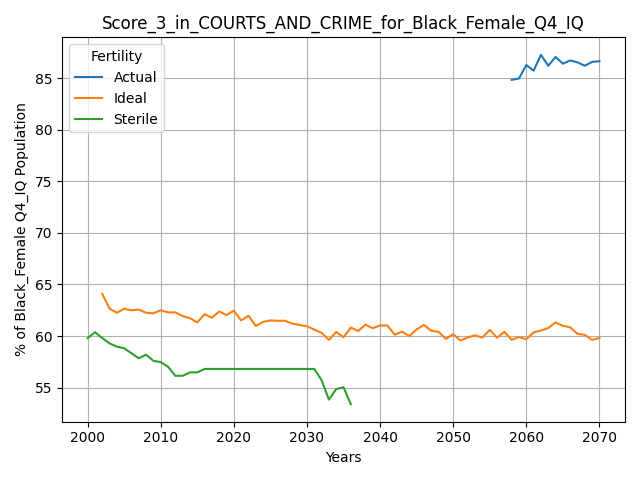 Score_3_in_COURTS_AND_CRIME_for_Black_Female_Q4_IQ
Fertility
Actual
Ideal
Sterile
% of Black_Female Q4_IQ Population
85
80
75
70
65
60
55
2000 2010 2020 2030 2040 2050 2060 2070
Years